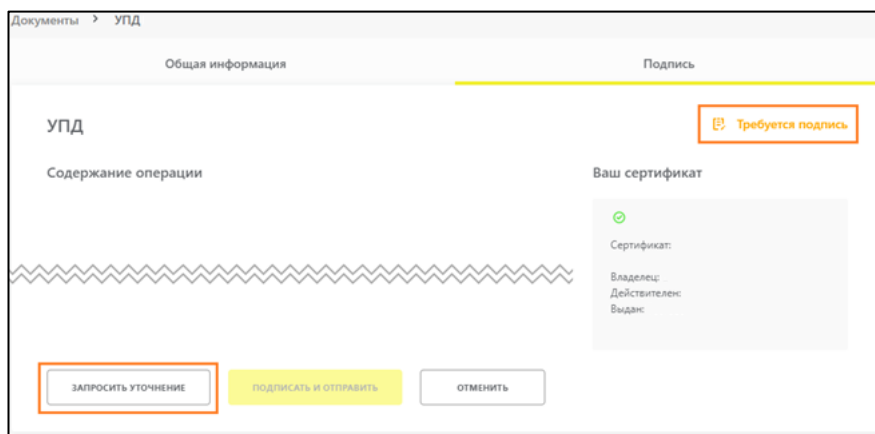 Документы > УПД
Общая информация
Подпись
УПД
Требуется подпись
Содержание операции
Ваш сертификат
Сертификат:
Владелец:
Действителен:
Выдан:
ЗАПРОСИТЬ УТОЧНЕНИЕ
ПОДПИСАТЬ И ОТПРАВИТЬ
ОТМЕНИТЬ